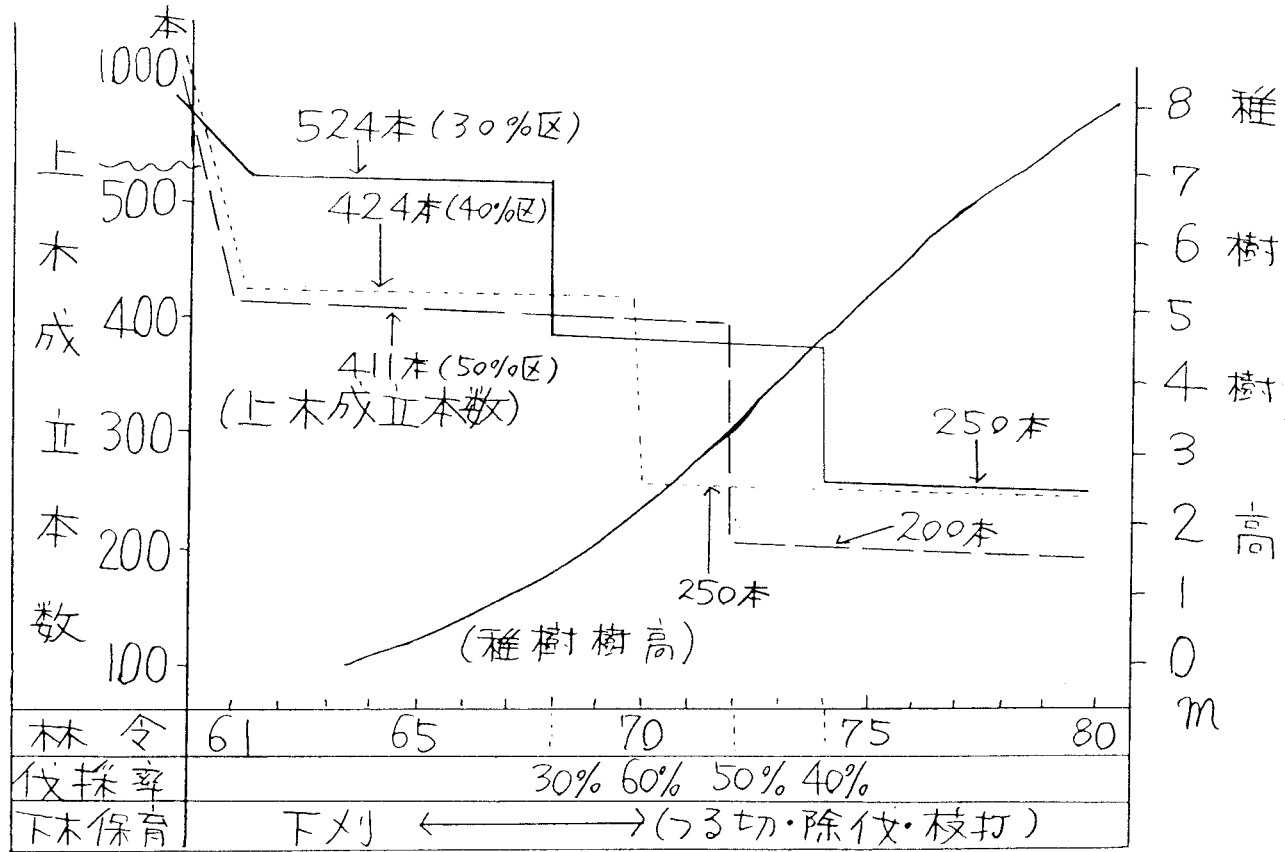 本
1000
500
400
300
200
100
上木成立本数
524本(30%区)
424本(40%区)
411本(50%区)
(上木成立本数)
250本
200本
250本
(稚樹樹高)
8
7
6
5
4
3
2
1
0
m
稚樹樹高
林令 61 65 70 75 80
伐採率 30% 60% 50% 40%
下木保育 下刈 ←→ (つる切・除伐・枝打)